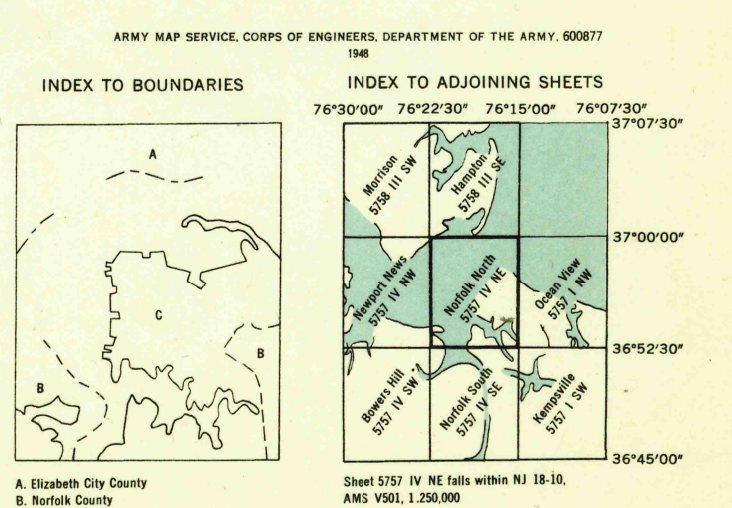 ARMY MAP SERVICE, CORPS OF ENGINEERS, DEPARTMENT OF THE ARMY, 600877
1948
INDEX TO BOUNDARIES
A
C
B
B
A. Elizabeth City County
B. Norfolk County
INDEX TO ADJOINING SHEETS
76°30'00" 76°22'30" 76°15'00" 76°07'30"
37°07'30"
Morrison
5758 III SW
Hampton
5758 III SE
37°00'00"
Newport News
5757 IV NW
Norfolk North
5757 IV NE
Ocean View
5757 I NW
36°52'30"
Bowers Hill
5757 IV SW
Norfolk South
5757 IV SE
Kempsville
5757 I SW
36°45'00"
Sheet 5757 IV NE falls within NJ 18-10,
AMS V501, 1.250,000